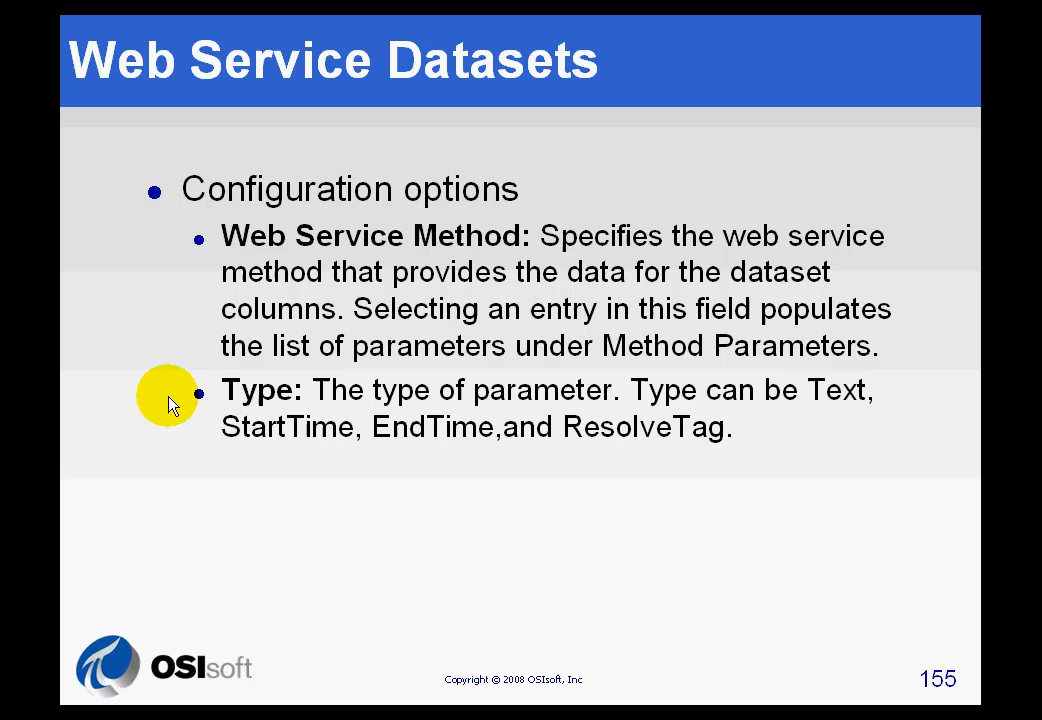 Web Service Datasets
Configuration options
Web Service Method: Specifies the web service
method that provides the data for the dataset
columns. Selecting an entry in this field populates
the list of parameters under Method Parameters.
Type: The type of parameter. Type can be Text,
StartTime, EndTime,and ResolveTag.
OSIsoft
Copyright © 2008 OSIsoft, Inc
155